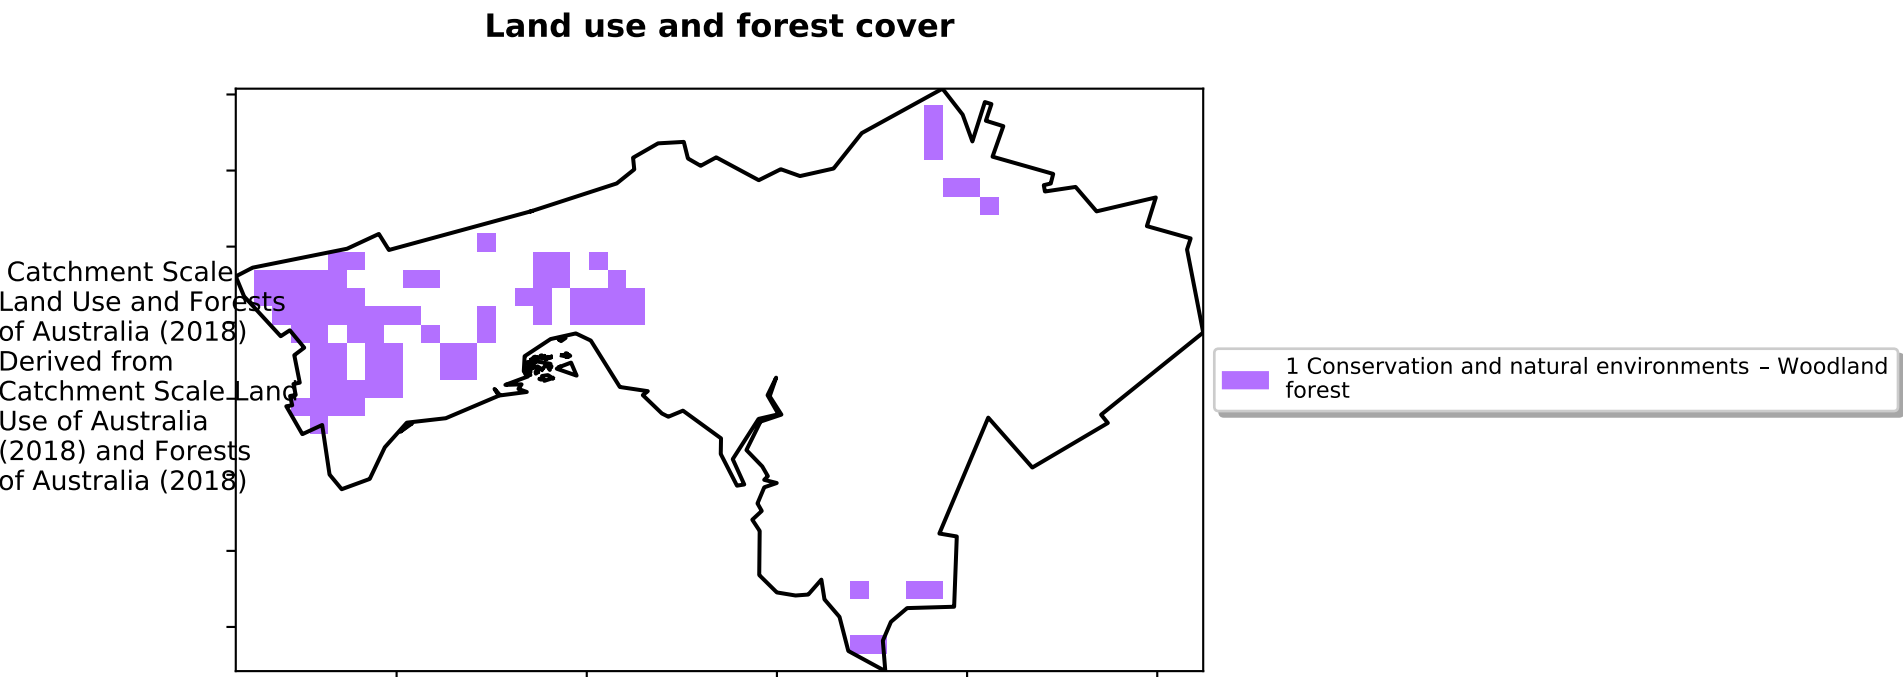 Land use and forest cover
Catchment Scale
Land Use and Forests
of Australia (2018)
Derived from
Catchment Scale Land
Use of Australia
(2018) and Forests
of Australia (2018)
1 Conservation and natural environments – Woodland
forest